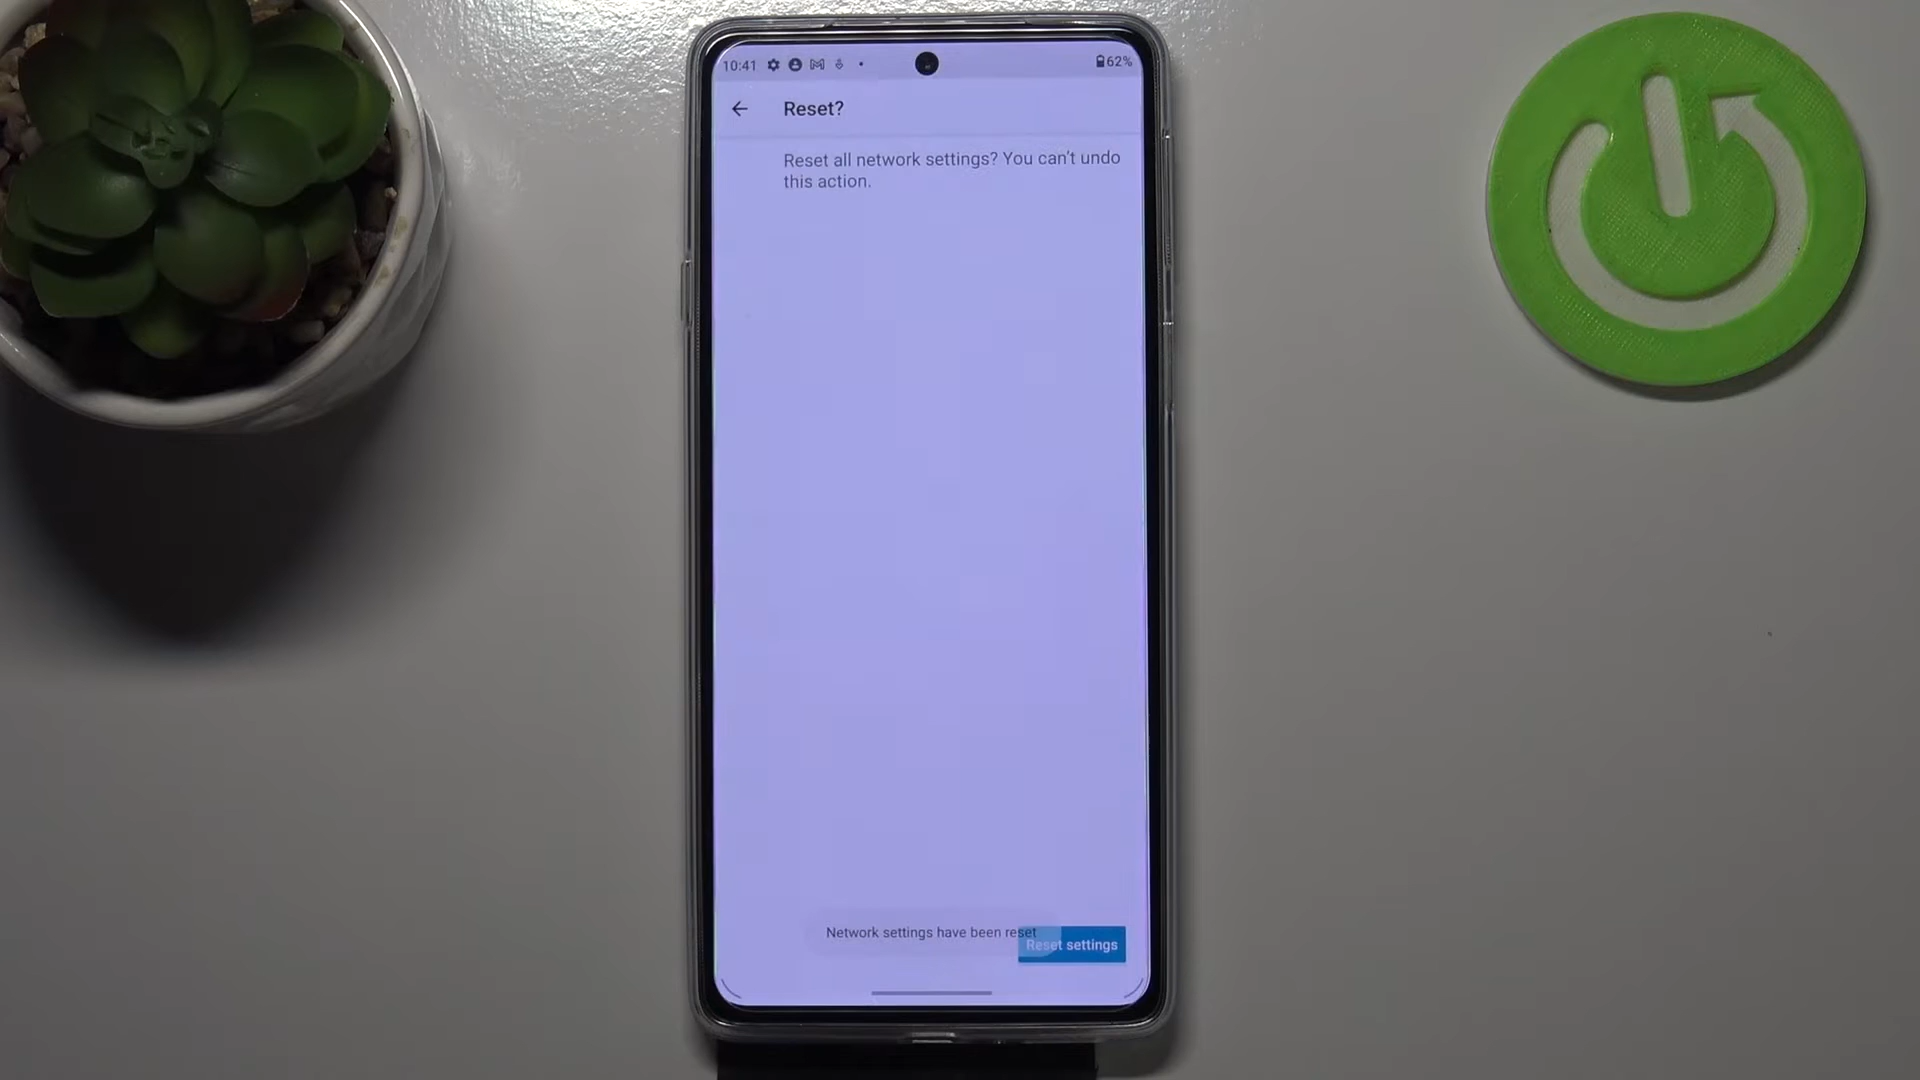 10:41
62%
Reset?
Reset all network settings? You can't undo
this action.
Network settings have been reset
Reset settings